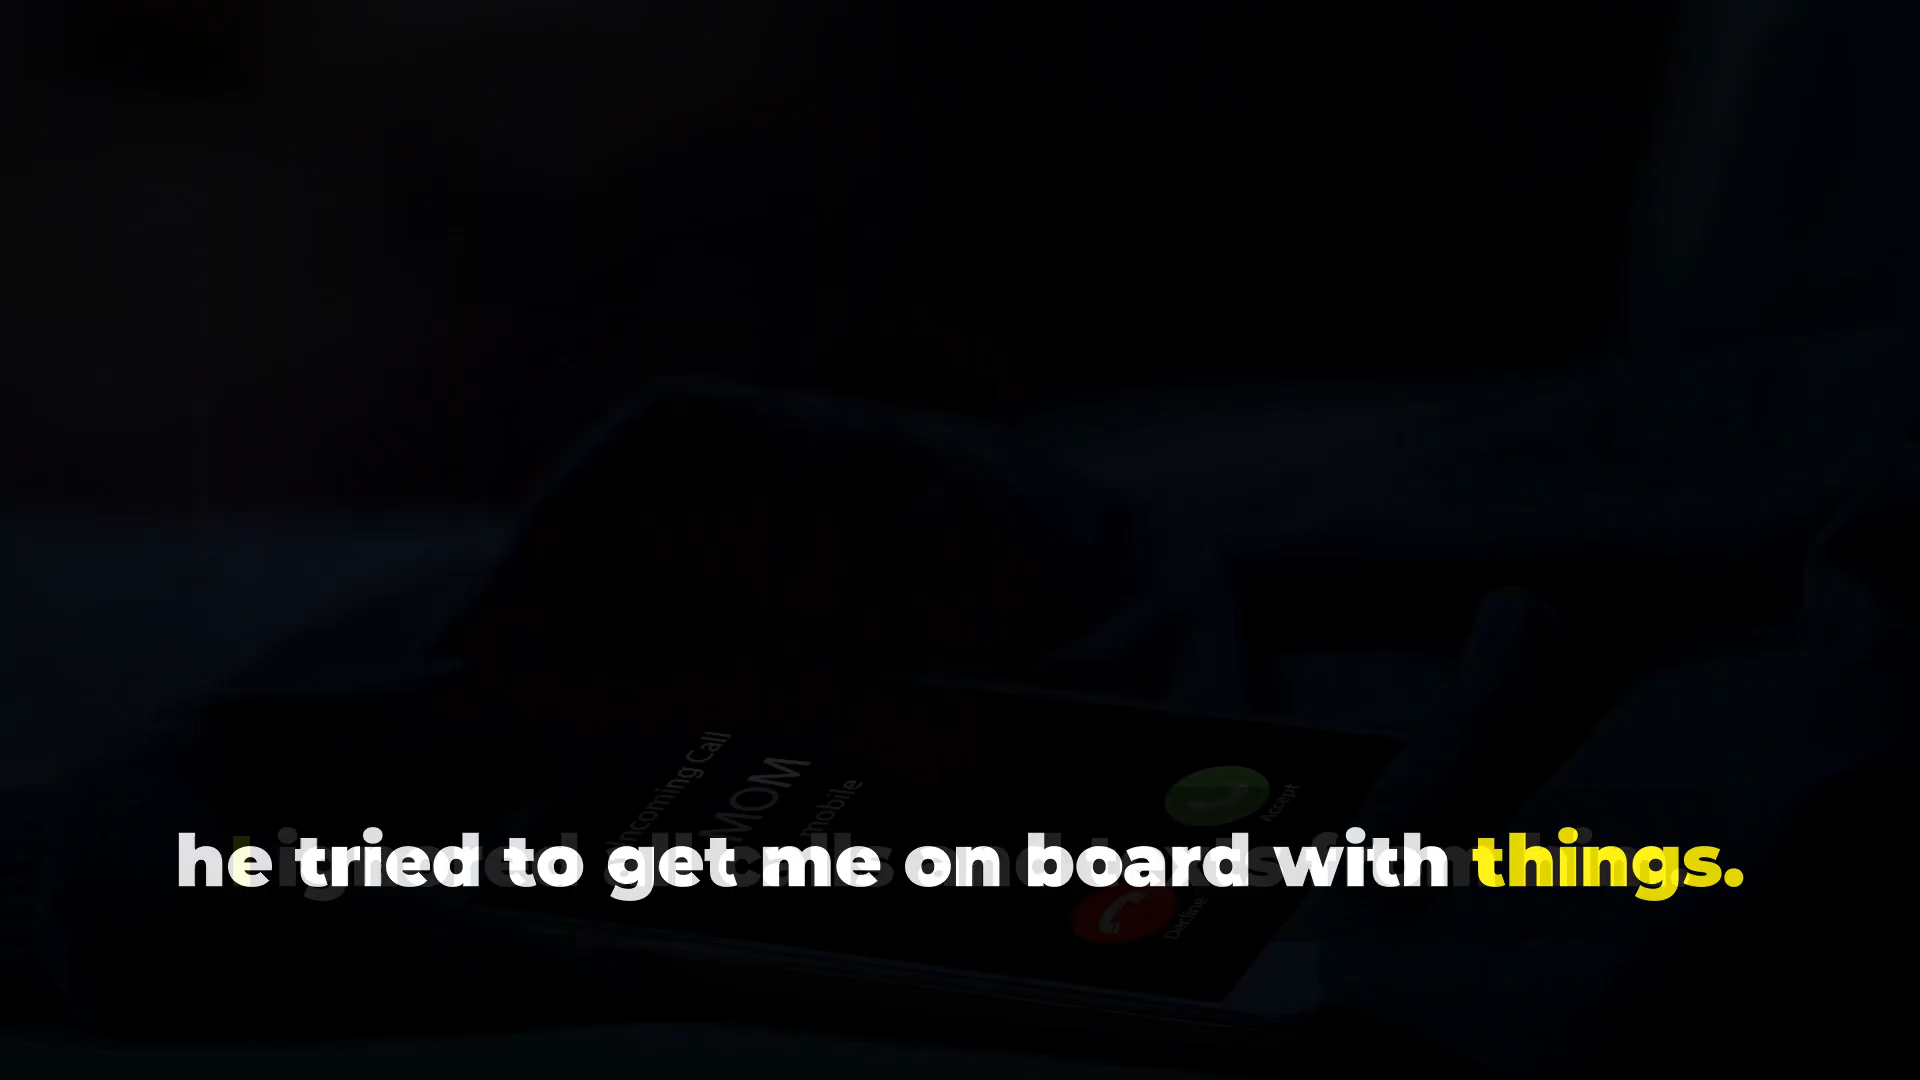 Incoming Call
MOM
mobile
Accept
Decline
he tried to get me on board with things.